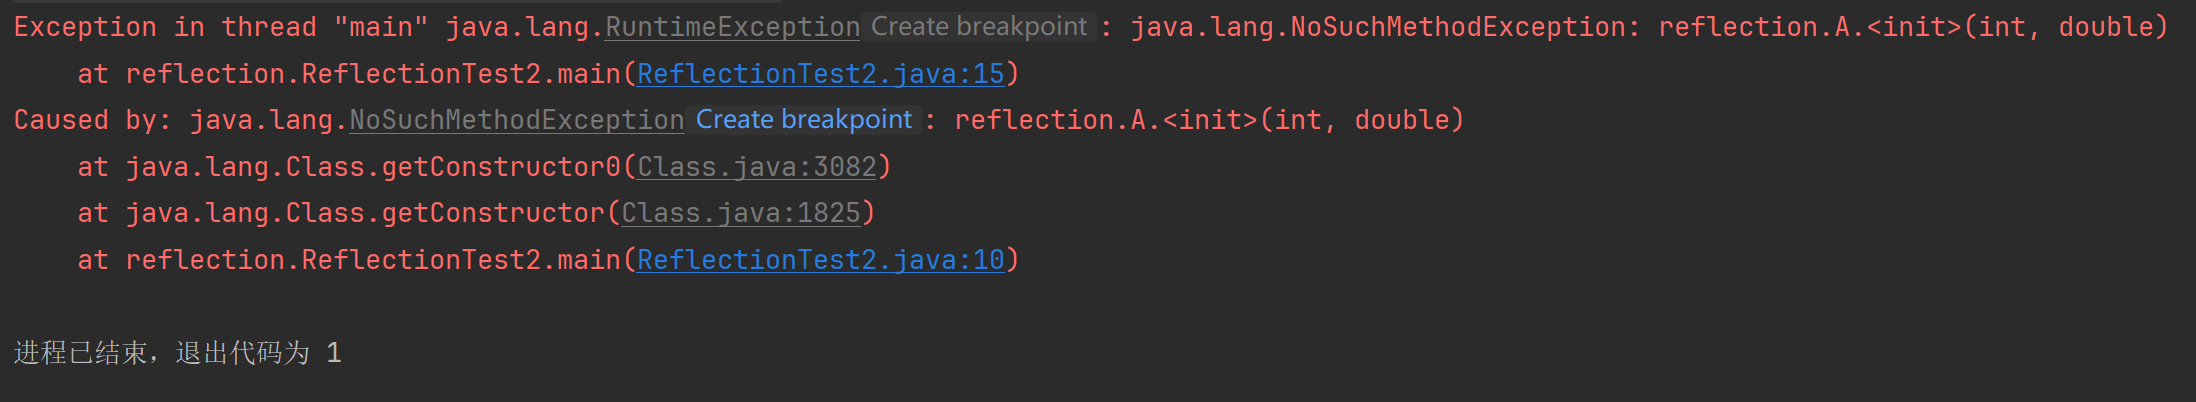 Exception in thread "main" java.lang.RuntimeException Create breakpoint : java.lang.NoSuchMethodException: reflection.A.<init>(int, double)
at reflection.ReflectionTest2.main(ReflectionTest2.java:15)
Caused by: java.lang.NoSuchMethodException Create breakpoint : reflection.A.<init>(int, double)
at java.lang.Class.getConstructor0(Class.java:3082)
at java.lang.Class.getConstructor(Class.java:1825)
at reflection.ReflectionTest2.main(ReflectionTest2.java:10)
进程已结束，退出代码为 1